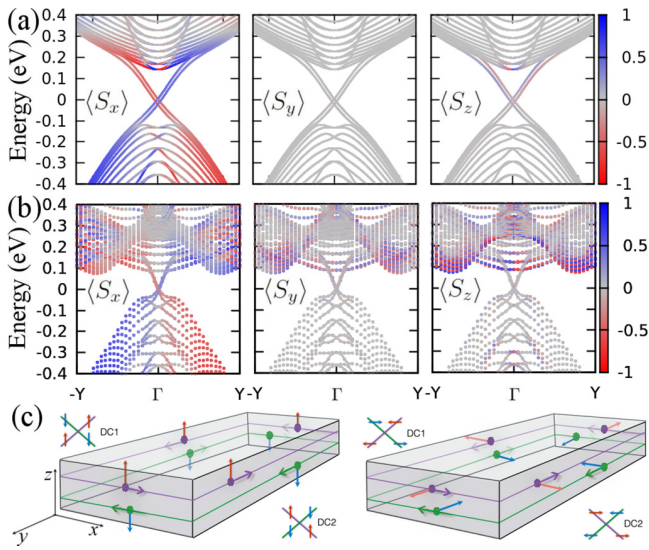 (a)
Energy (eV)
0.4
0.3
0.2
0.1
0
-0.1
-0.2
-0.3
-0.4
⟨Sx⟩
⟨Sy⟩
⟨Sz⟩
1
0.5
0
-0.5
-1
(b)
Energy (eV)
0.4
0.3
0.2
0.1
0
-0.1
-0.2
-0.3
-0.4
⟨Sx⟩
⟨Sy⟩
⟨Sz⟩
1
0.5
0
-0.5
-1
-Y Γ Y -Y Γ Y -Y Γ Y
(c)
DC1
DC1
z
y
x
DC2
DC2